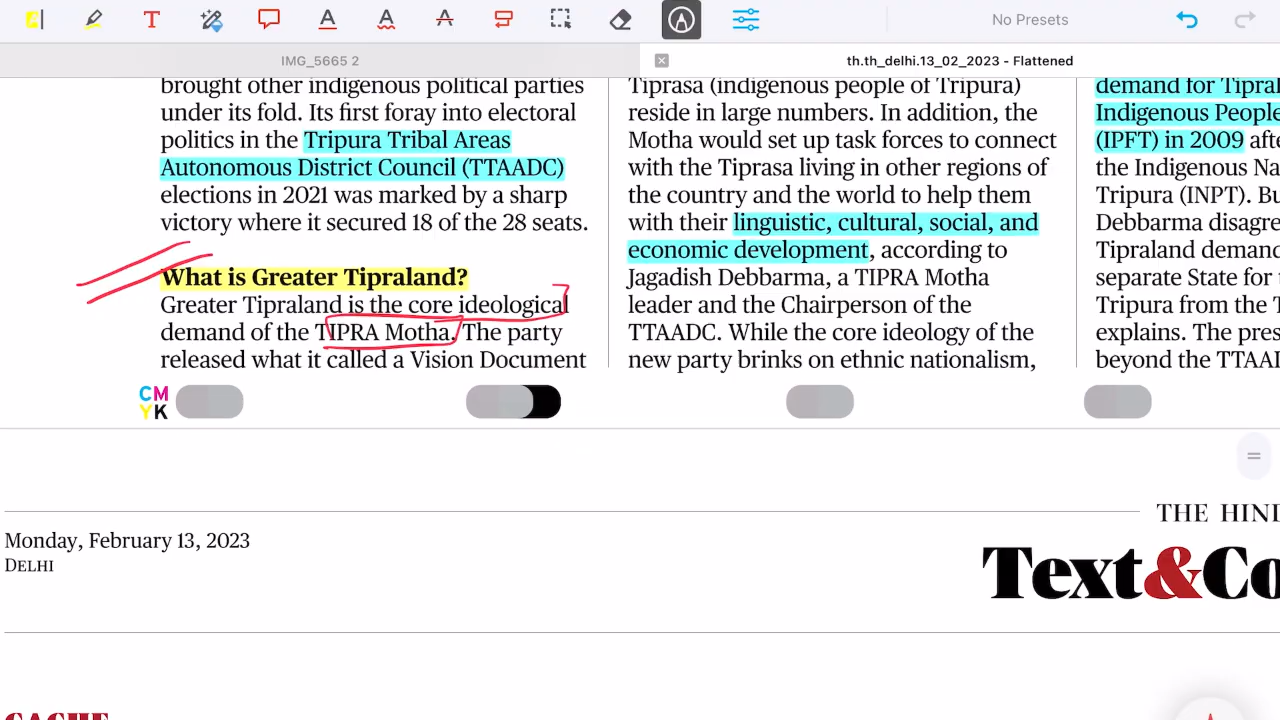 No Presets
IMG_5665 2
th.th_delhi.13_02_2023 - Flattened
brought other indigenous political parties
under its fold. Its first foray into electoral
politics in the Tripura Tribal Areas
Autonomous District Council (TTAADC)
elections in 2021 was marked by a sharp
victory where it secured 18 of the 28 seats.
What is Greater Tipraland?
Greater Tipraland is the core ideological
demand of the TIPRA Motha. The party
released what it called a Vision Document
Tiprasa (indigenous people of Tripura)
reside in large numbers. In addition, the
Motha would set up task forces to connect
with the Tiprasa living in other regions of
the country and the world to help them
with their linguistic, cultural, social, and
economic development, according to
Jagadish Debbarma, a TIPRA Motha
leader and the Chairperson of the
TTAADC. While the core ideology of the
new party brinks on ethnic nationalism,
demand for Tipral
Indigenous People
(IPFT) in 2009 afte
the Indigenous Na
Tripura (INPT). Bu
Debbarma disagre
Tipraland demand
separate State for t
Tripura from the T
explains. The pres
beyond the TTAAD
CM
YK
THE HIND
Monday, February 13, 2023
DELHI
Text&Co
CACHE